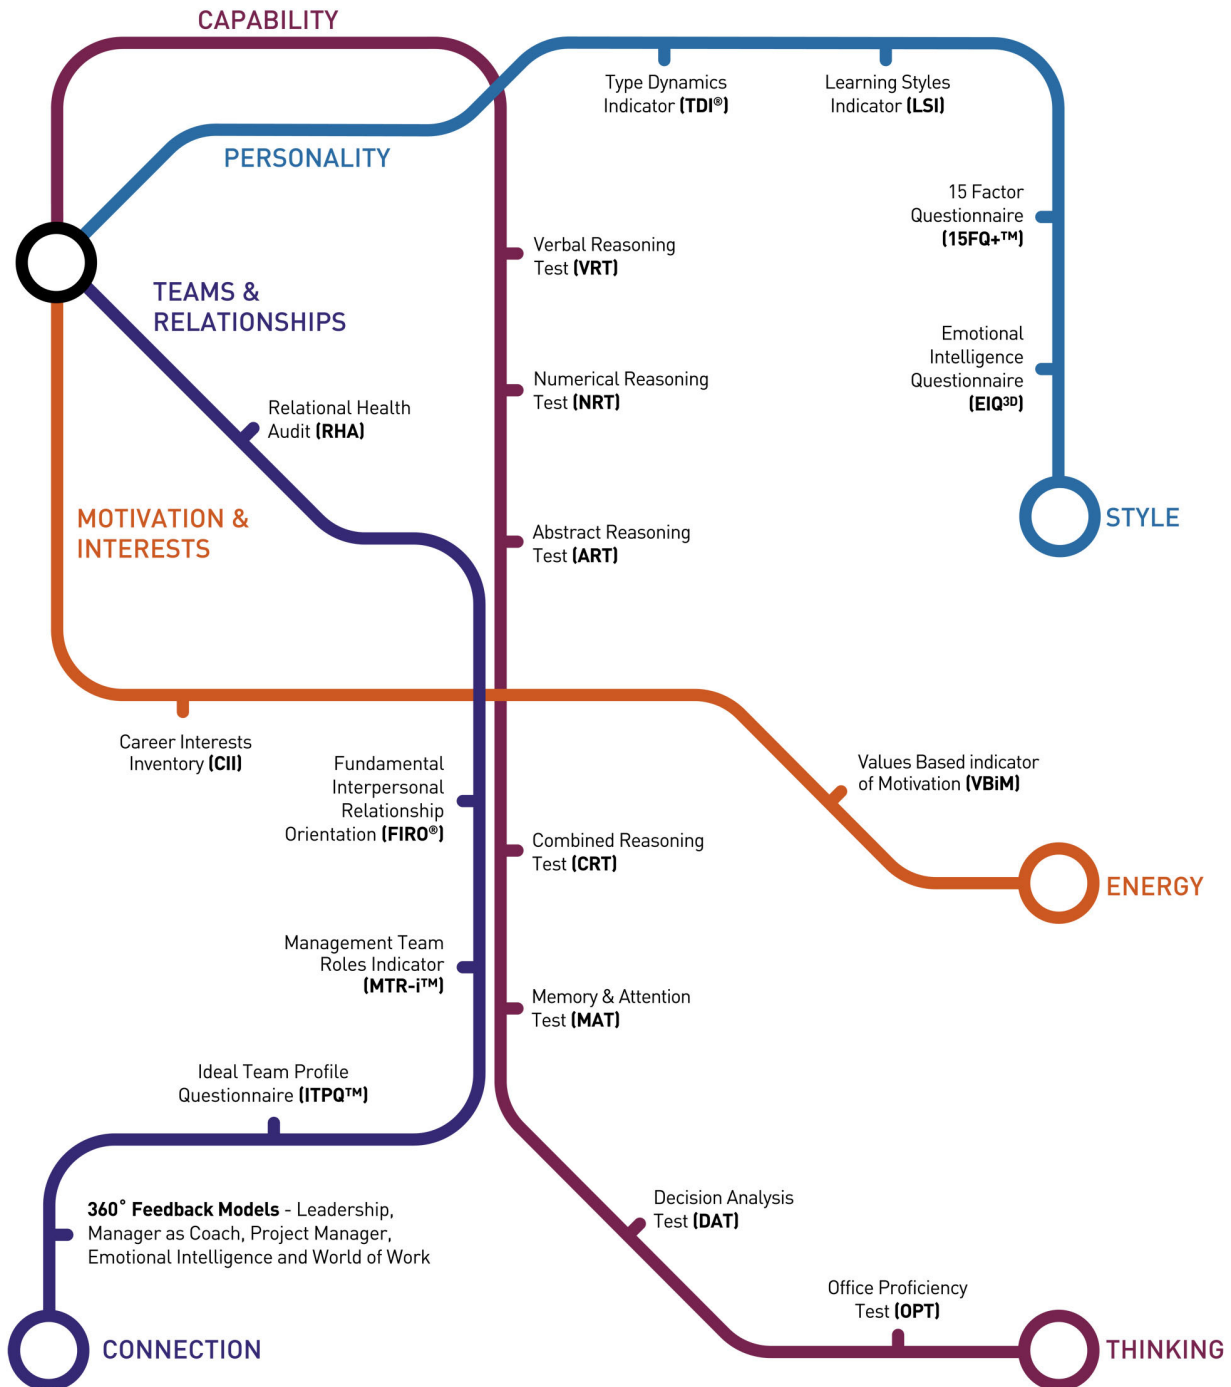 CAPABILITY
PERSONALITY
Type Dynamics
Indicator (TDI®)
Learning Styles
Indicator (LSI)
15 Factor
Questionnaire
(15FQ+™)
Emotional
Intelligence
Questionnaire
(EIQ³ᴰ)
STYLE
Verbal Reasoning
Test (VRT)
TEAMS &
RELATIONSHIPS
Numerical Reasoning
Test (NRT)
Relational Health
Audit (RHA)
MOTIVATION &
INTERESTS
Abstract Reasoning
Test (ART)
Career Interests
Inventory (CII)
Fundamental
Interpersonal
Relationship
Orientation (FIRO®)
Values Based indicator
of Motivation (VBiM)
Combined Reasoning
Test (CRT)
ENERGY
Management Team
Roles Indicator
(MTR-i™)
Memory & Attention
Test (MAT)
Ideal Team Profile
Questionnaire (ITPQ™)
360° Feedback Models - Leadership,
Manager as Coach, Project Manager,
Emotional Intelligence and World of Work
Decision Analysis
Test (DAT)
Office Proficiency
Test (OPT)
CONNECTION
THINKING